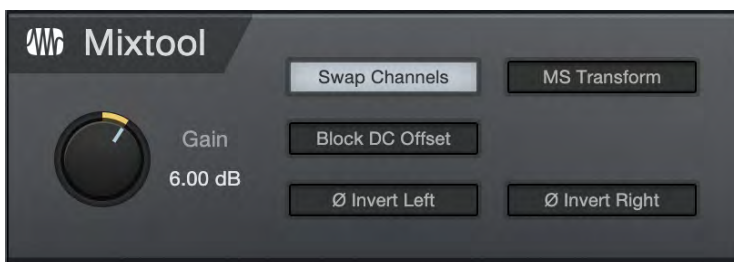 Mixtool
Swap Channels
MS Transform
Gain
6.00 dB
Block DC Offset
Ø Invert Left
Ø Invert Right